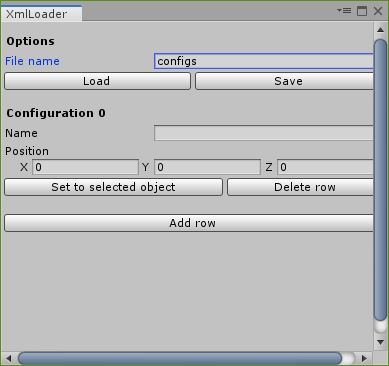 XmlLoader
Options
File name configs
Load Save
Configuration 0
Name
Position
X 0 Y 0 Z 0
Set to selected object Delete row
Add row